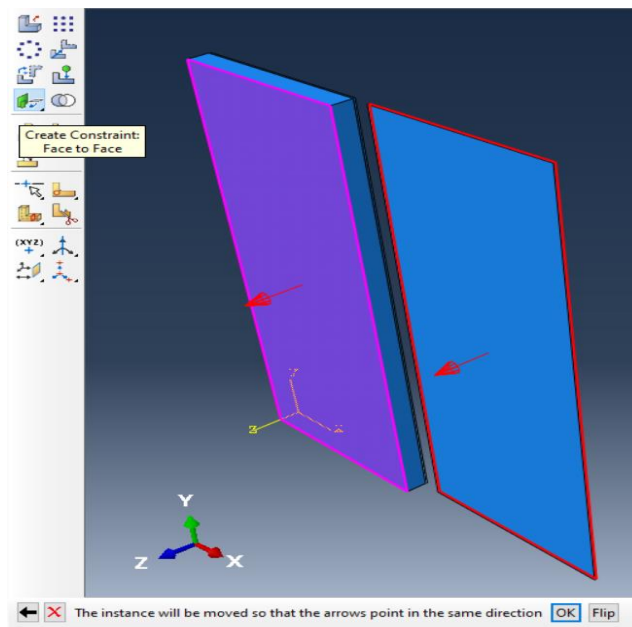 Create Constraint:
Face to Face
(XYZ)
Y
Z
X
Y
Z
X
The instance will be moved so that the arrows point in the same direction OK Flip